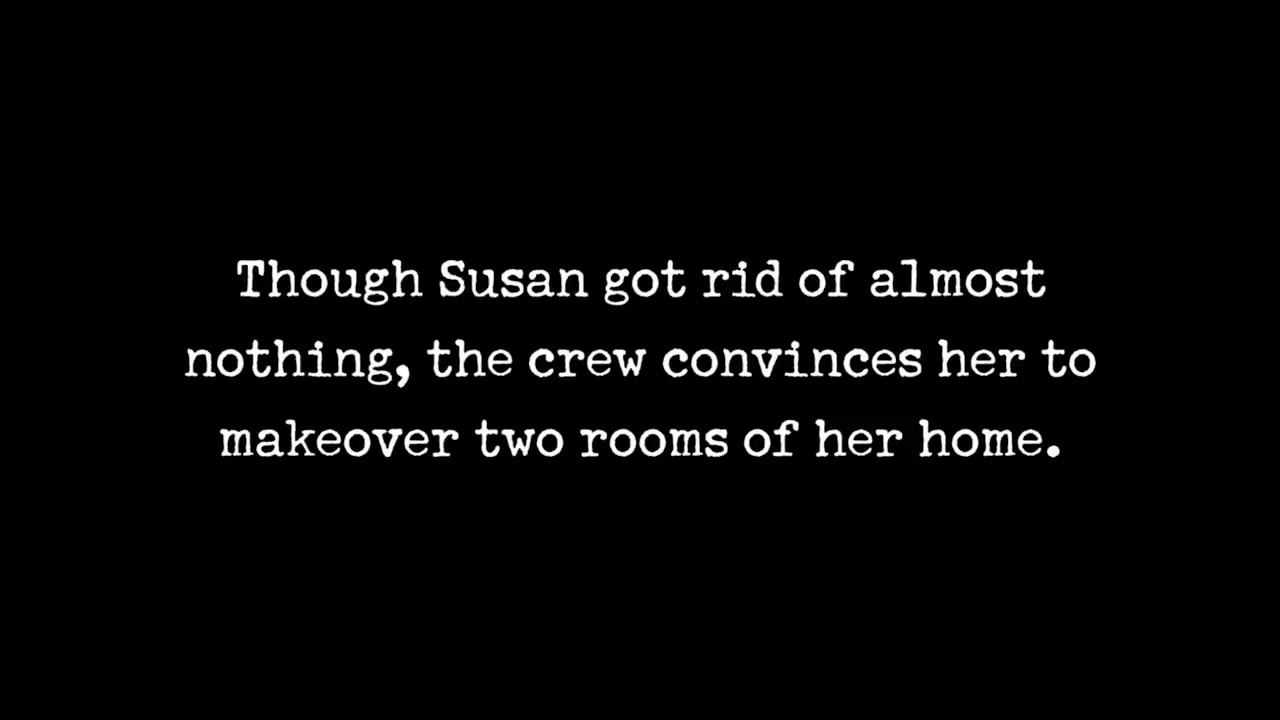 Though Susan got rid of almost
nothing, the crew convinces her to
makeover two rooms of her home.